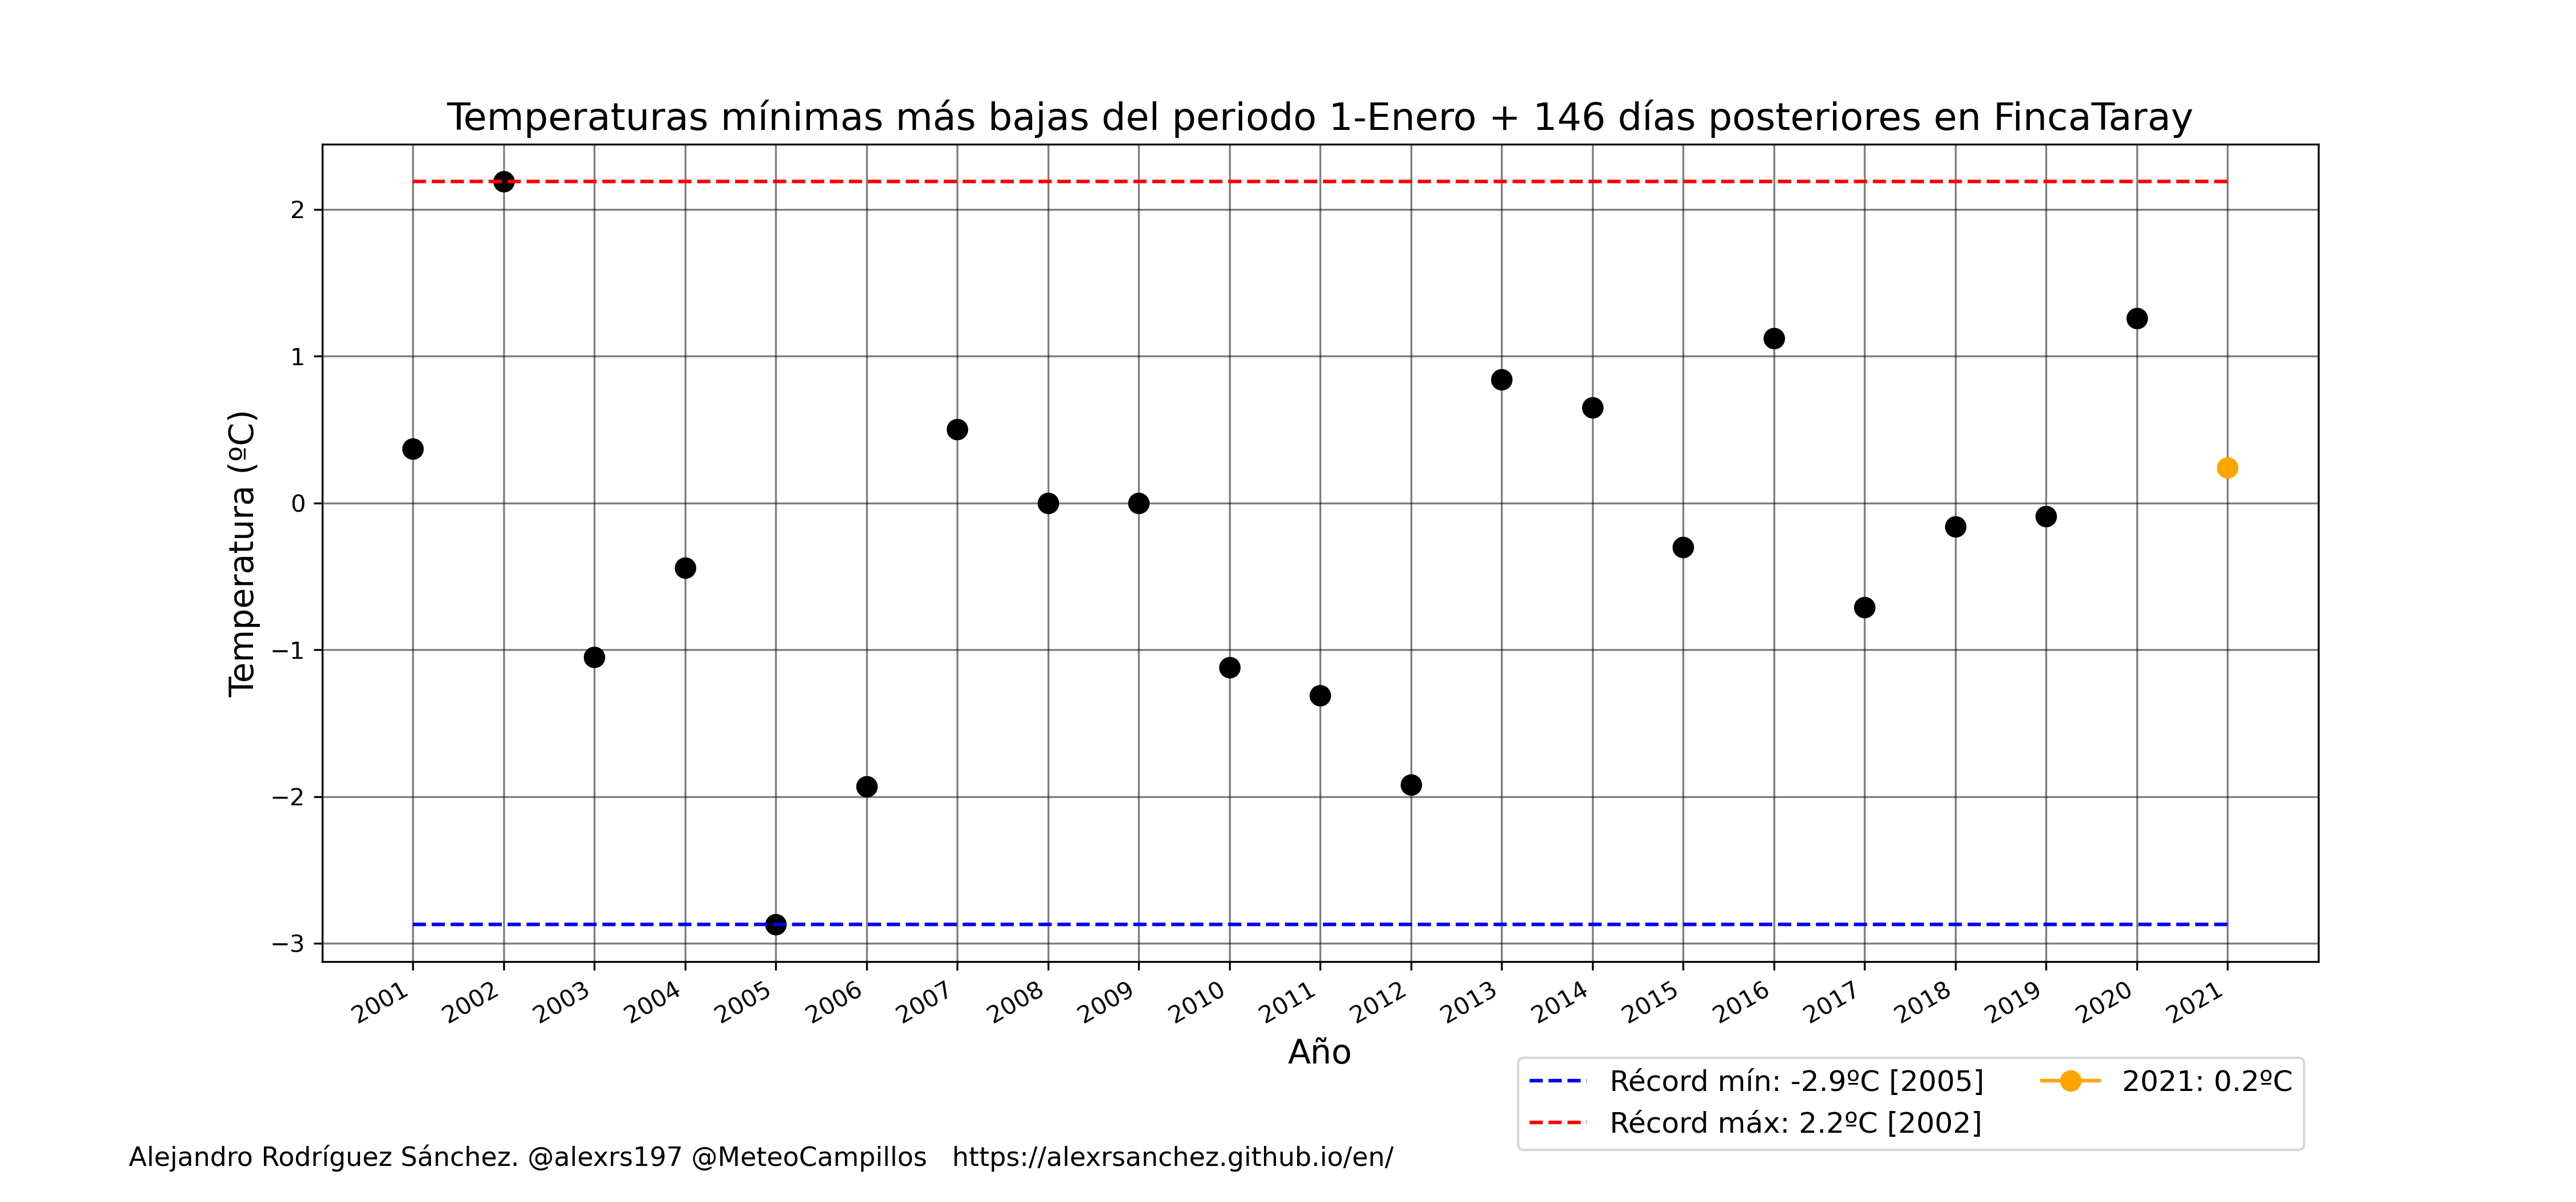 Temperaturas mínimas más bajas del periodo 1-Enero + 146 días posteriores en FincaTaray
Temperatura (ºC)
2
1
0
−1
−2
−3
2001 2002 2003 2004 2005 2006 2007 2008 2009 2010 2011 2012 2013 2014 2015 2016 2017 2018 2019 2020 2021
Año
Récord mín: -2.9ºC [2005]
Récord máx: 2.2ºC [2002]
2021: 0.2ºC
Alejandro Rodríguez Sánchez. @alexrs197 @MeteoCampillos https://alexrsanchez.github.io/en/